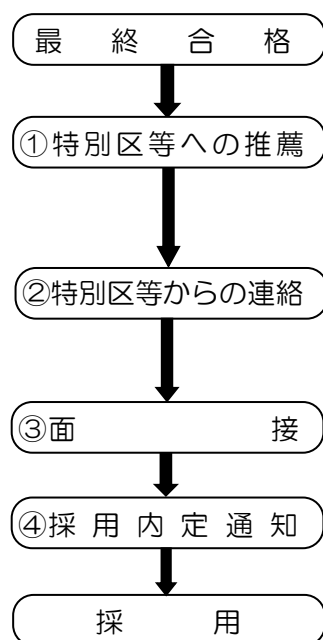 最終合格
①特別区等への推薦
②特別区等からの連絡
③面接
④採用内定通知
採用